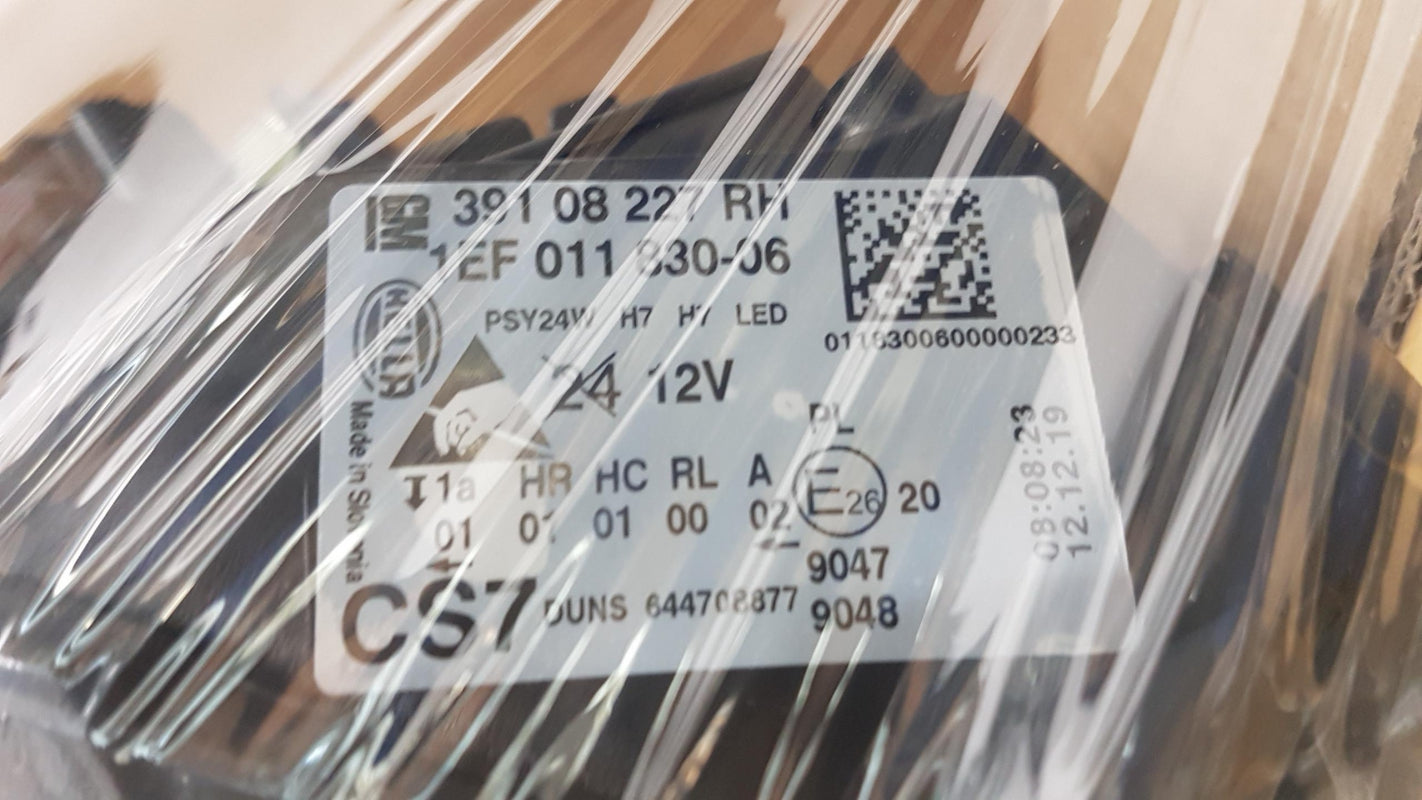 GM
391 08 227 RH
1EF 011 830-06
HELLA
PSY24W H7 H7 LED
0118300600000233
24 12V
PL
Made in Slovenia
1a HR HC RL A
01 01 01 00 02
E26 20
9047
9048
CS7 DUNS 644708877
08:08:23
12.12.19